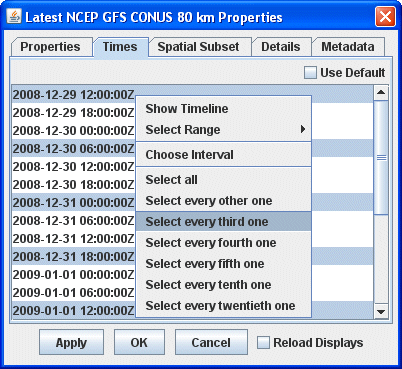 Latest NCEP GFS CONUS 80 km Properties
Properties Times Spatial Subset Details Metadata
Use Default
2008-12-29 12:00:00Z
2008-12-29 18:00:00Z
2008-12-30 00:00:00Z
2008-12-30 06:00:00Z
2008-12-30 12:00:00Z
2008-12-30 18:00:00Z
2008-12-31 00:00:00Z
2008-12-31 06:00:00Z
2008-12-31 12:00:00Z
2008-12-31 18:00:00Z
2009-01-01 00:00:00Z
2009-01-01 06:00:00Z
2009-01-01 12:00:00Z
Show Timeline
Select Range
Choose Interval
Select all
Select every other one
Select every third one
Select every fourth one
Select every fifth one
Select every tenth one
Select every twentieth one
Apply OK Cancel Reload Displays